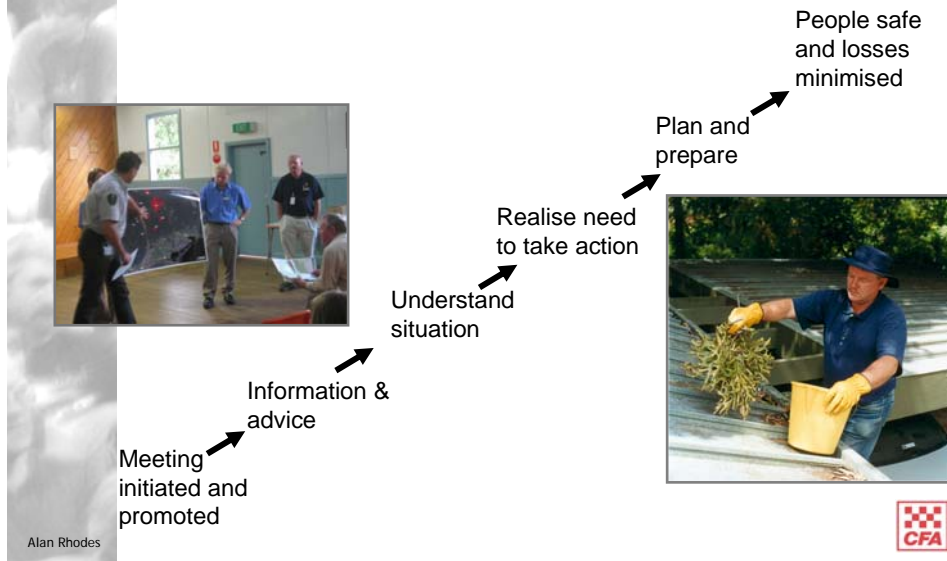 Meeting
initiated and
promoted
Information &
advice
Understand
situation
Realise need
to take action
Plan and
prepare
People safe
and losses
minimised
EXIT
Alan Rhodes
CFA